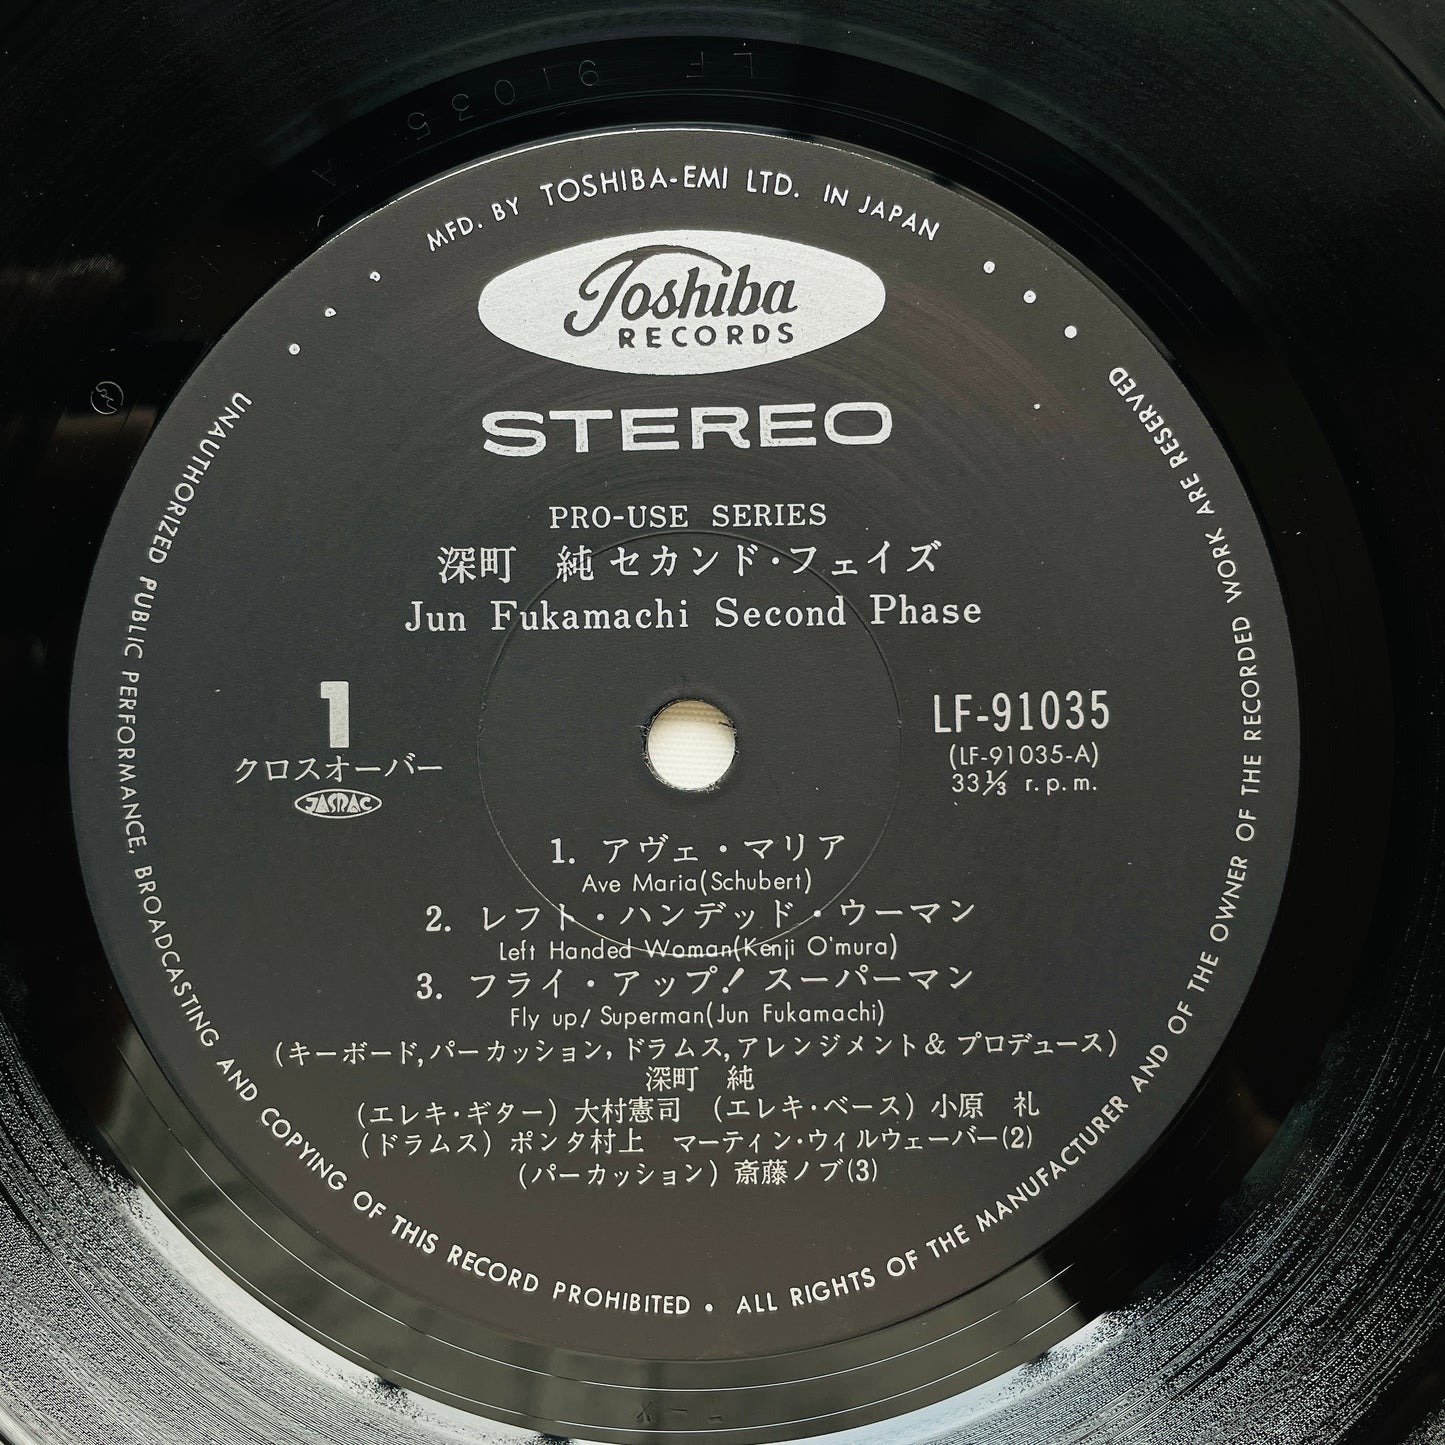 LF 91035 A
MFD. BY TOSHIBA-EMI LTD. IN JAPAN
Toshiba
RECORDS
STEREO
PRO-USE SERIES
深町 純 セカンド・フェイズ
Jun Fukamachi Second Phase
1
クロスオーバー
JASRAC
LF-91035
(LF-91035-A)
33⅓ r.p.m.
1. アヴェ・マリア
Ave Maria(Schubert)
2. レフト・ハンデッド・ウーマン
Left Handed Woman(Kenji O'mura)
3. フライ・アップ! スーパーマン
Fly up! Superman(Jun Fukamachi)
(キーボード,パーカッション,ドラムス,アレンジメント& プロデュース)
深町 純
(エレキ・ギター) 大村憲司 (エレキ・ベース) 小原 礼
(ドラムス) ポンタ村上 マーティン・ウィルウェーバー(2)
(パーカッション) 斎藤ノブ(3)
UNAUTHORIZED PUBLIC PERFORMANCE, BROADCASTING AND COPYING OF THIS RECORD PROHIBITED • ALL RIGHTS OF THE MANUFACTURER AND OF THE OWNER OF THE RECORDED WORK ARE RESERVED